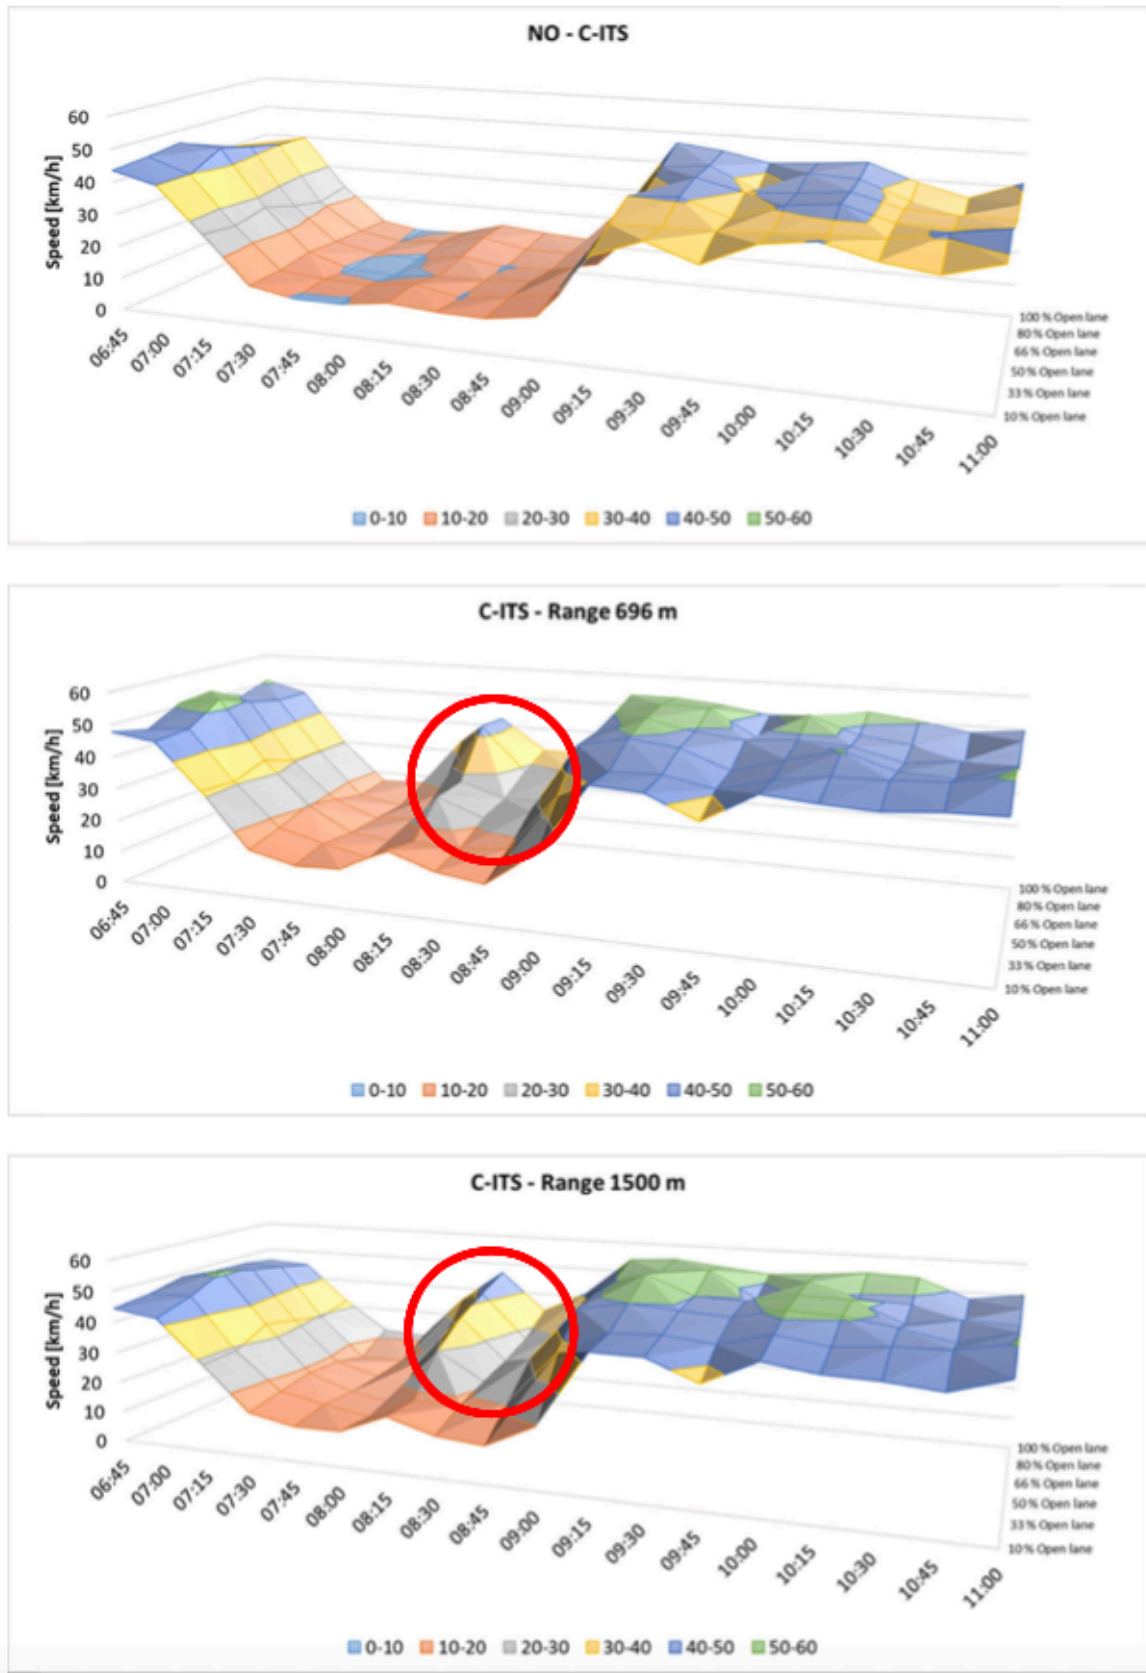 NO - C-ITS
Speed [km/h]
60
50
40
30
20
10
0
06:45 07:00 07:15 07:30 07:45 08:00 08:15 08:30 08:45 09:00 09:15 09:30 09:45 10:00 10:15 10:30 10:45 11:00
100 % Open lane
80 % Open lane
66 % Open lane
50 % Open lane
33 % Open lane
10 % Open lane
0-10 10-20 20-30 30-40 40-50 50-60
C-ITS - Range 696 m
Speed [km/h]
60
50
40
30
20
10
0
06:45 07:00 07:15 07:30 07:45 08:00 08:15 08:30 08:45 09:00 09:15 09:30 09:45 10:00 10:15 10:30 10:45 11:00
100 % Open lane
80 % Open lane
66 % Open lane
50 % Open lane
33 % Open lane
10 % Open lane
0-10 10-20 20-30 30-40 40-50 50-60
C-ITS - Range 1500 m
Speed [km/h]
60
50
40
30
20
10
0
06:45 07:00 07:15 07:30 07:45 08:00 08:15 08:30 08:45 09:00 09:15 09:30 09:45 10:00 10:15 10:30 10:45 11:00
100 % Open lane
80 % Open lane
66 % Open lane
50 % Open lane
33 % Open lane
10 % Open lane
0-10 10-20 20-30 30-40 40-50 50-60